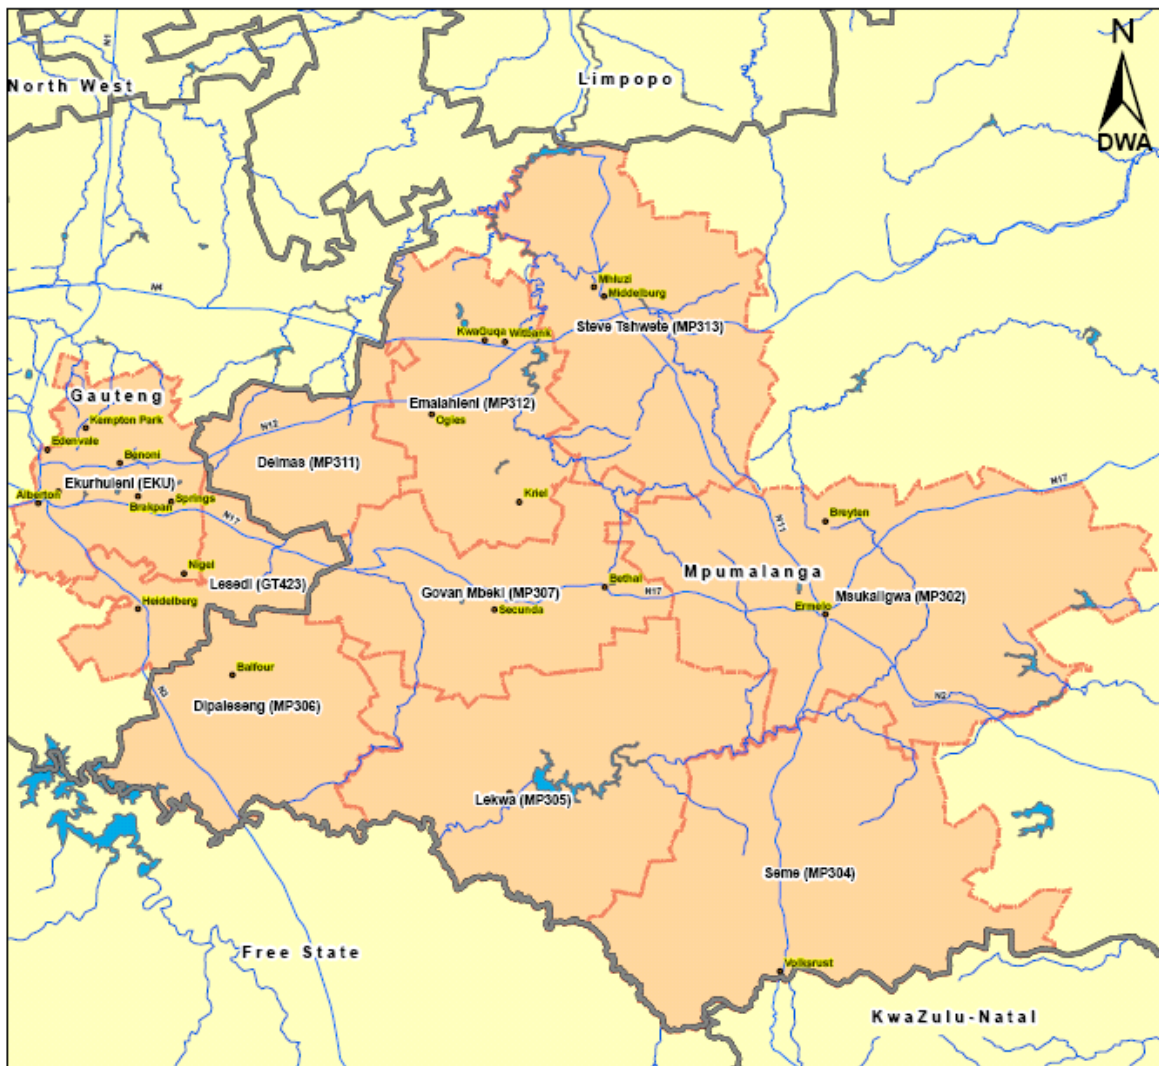 N1
N
North West
Limpopo
DWA
N4
Mhluzi
Middelburg
Steve Tshwete (MP313)
KwaGuqa
Witbank
Gauteng
Emalahleni (MP312)
Ogies
Kempton Park
N12
Edenvale
Benoni
Delmas (MP311)
Ekurhuleni (EKU)
N17
Alberton
Springs
Brakpan
Kriel
Breyten
N17
N11
Nigel
Lesedi (GT423)
Mpumalanga
Bethal
Govan Mbeki (MP307)
N17
Msukaligwa (MP302)
Heidelberg
Secunda
Ermelo
Balfour
N3
N2
Dipaleseng (MP306)
Lekwa (MP305)
Seme (MP304)
Free State
Volksrust
KwaZulu-Natal